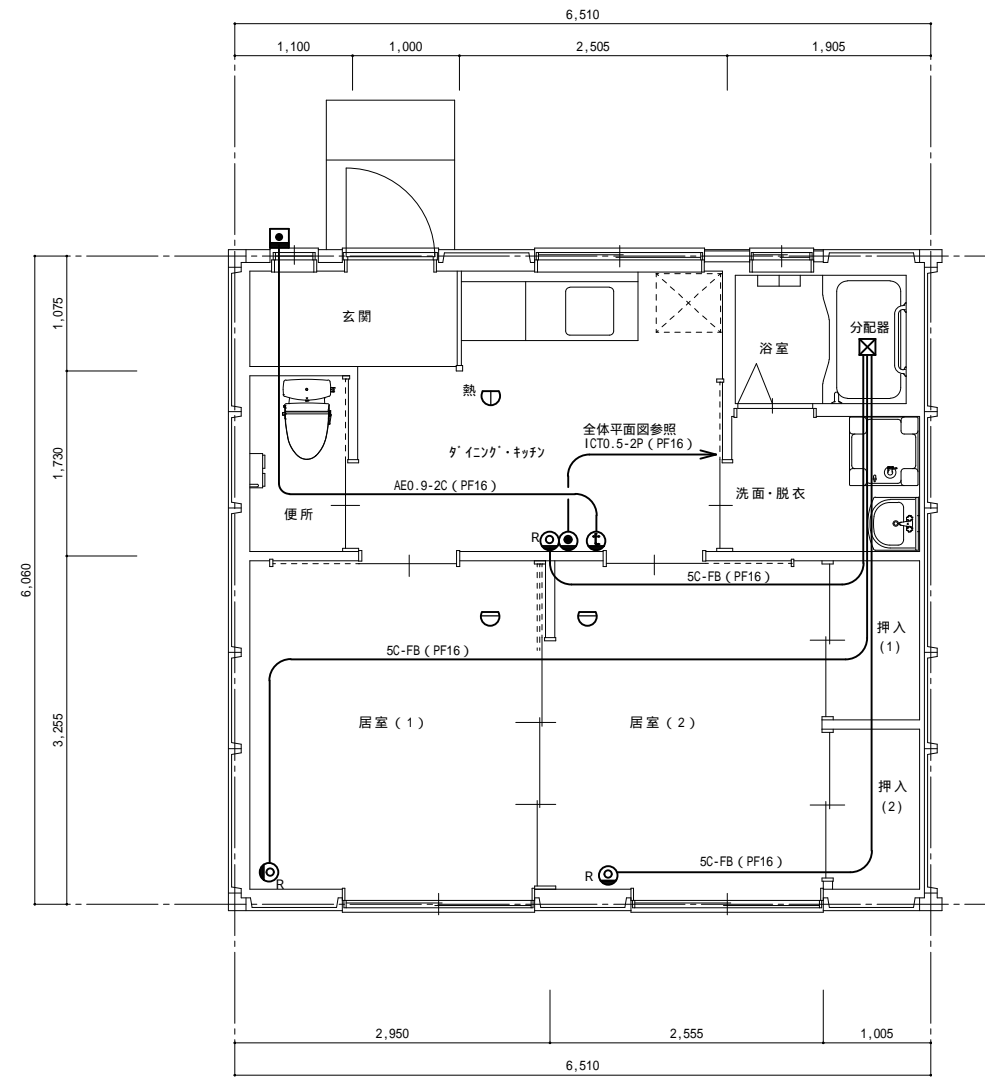 6,510
1,100
1,000
2,505
1,905
1,075
1,730
3,255
6,060
玄関
浴室
分配器
熱
ﾀﾞｲﾆﾝｸﾞ･ｷｯﾁﾝ
全体平面図参照
ICT0.5-2P（PF16）
洗面・脱衣
AE0.9-2C（PF16）
便所
R
t
5C-FB（PF16）
5C-FB（PF16）
押入
(1)
居室（1）
居室（2）
押入
(2)
5C-FB（PF16）
R
R
2,950
2,555
1,005
6,510